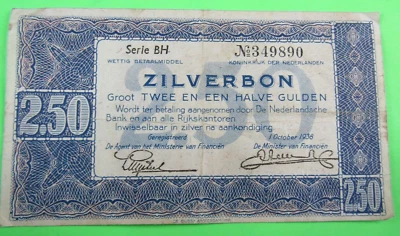 Serie BH
№349890
WETTIG BETAALMIDDEL
KONINKRIJK DER NEDERLANDEN
ZILVERBON
Groot TWEE EN EEN HALVE GULDEN
Wordt ter betaling aangenomen door De Nederlandsche
Bank en aan alle Rijkskantoren
Inwisselbaar in zilver na aankondiging
Geregistreerd
1 October 1938
De Agent van het Ministerie van Financiën
De Minister van Financiën
2.50
2.50